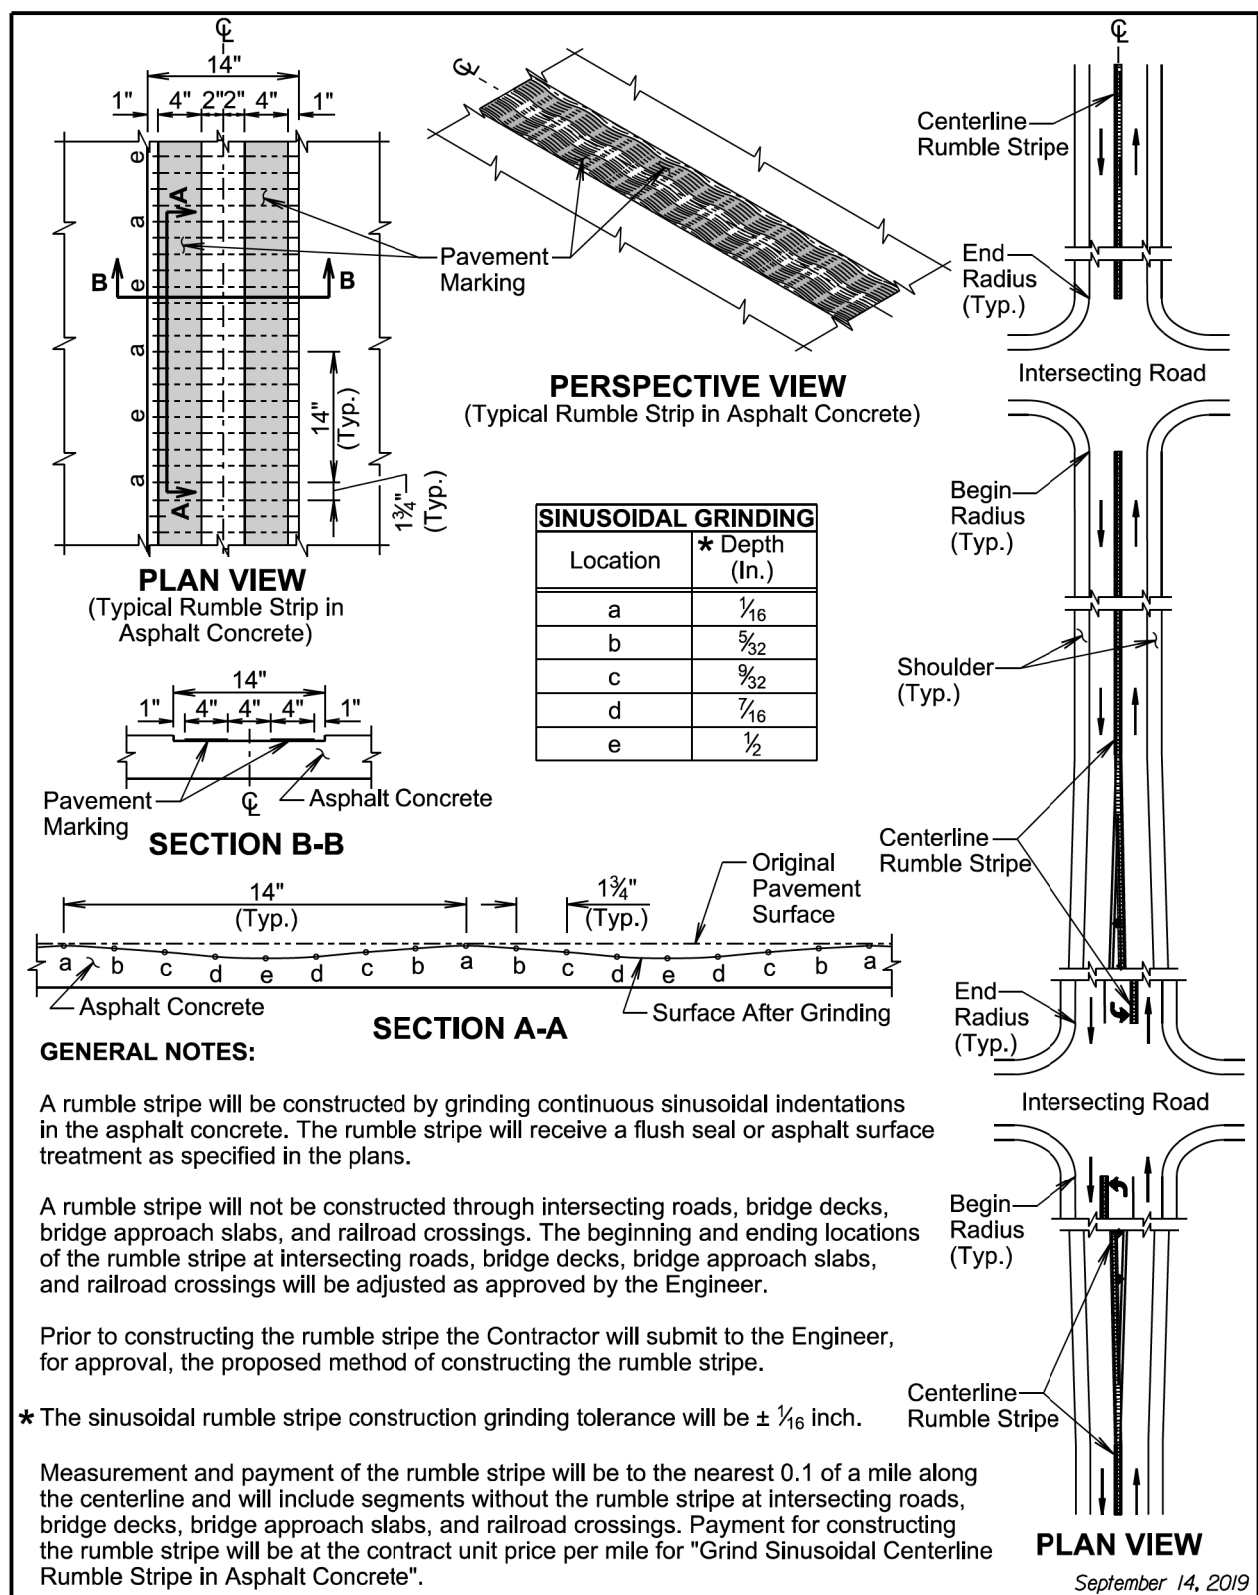 ℄
14"
1" 4" 2" 2" 4" 1"
e
a
e
a
e
a
A
A
B B
14"
(Typ.)
1¾"
(Typ.)
PLAN VIEW
(Typical Rumble Strip in
Asphalt Concrete)
℄
Pavement
Marking
PERSPECTIVE VIEW
(Typical Rumble Strip in Asphalt Concrete)
SINUSOIDAL GRINDING
Location
* Depth
(In.)
a 1/16
b 5/32
c 9/32
d 7/16
e 1/2
14"
1" 4" 4" 4" 1"
Pavement
Marking
℄
Asphalt Concrete
SECTION B-B
14"
(Typ.)
1¾"
(Typ.)
Original
Pavement
Surface
a b c d e d c b a b c d e d c b a
Asphalt Concrete
Surface After Grinding
SECTION A-A
GENERAL NOTES:
A rumble stripe will be constructed by grinding continuous sinusoidal indentations
in the asphalt concrete. The rumble stripe will receive a flush seal or asphalt surface
treatment as specified in the plans.
A rumble stripe will not be constructed through intersecting roads, bridge decks,
bridge approach slabs, and railroad crossings. The beginning and ending locations
of the rumble stripe at intersecting roads, bridge decks, bridge approach slabs,
and railroad crossings will be adjusted as approved by the Engineer.
Prior to constructing the rumble stripe the Contractor will submit to the Engineer,
for approval, the proposed method of constructing the rumble stripe.
* The sinusoidal rumble stripe construction grinding tolerance will be ± 1/16 inch.
Measurement and payment of the rumble stripe will be to the nearest 0.1 of a mile along
the centerline and will include segments without the rumble stripe at intersecting roads,
bridge decks, bridge approach slabs, and railroad crossings. Payment for constructing
the rumble stripe will be at the contract unit price per mile for "Grind Sinusoidal Centerline
Rumble Stripe in Asphalt Concrete".
℄
Centerline
Rumble Stripe
End
Radius
(Typ.)
Intersecting Road
Begin
Radius
(Typ.)
Shoulder
(Typ.)
Centerline
Rumble Stripe
End
Radius
(Typ.)
Intersecting Road
Begin
Radius
(Typ.)
Centerline
Rumble Stripe
PLAN VIEW
September 14, 2019